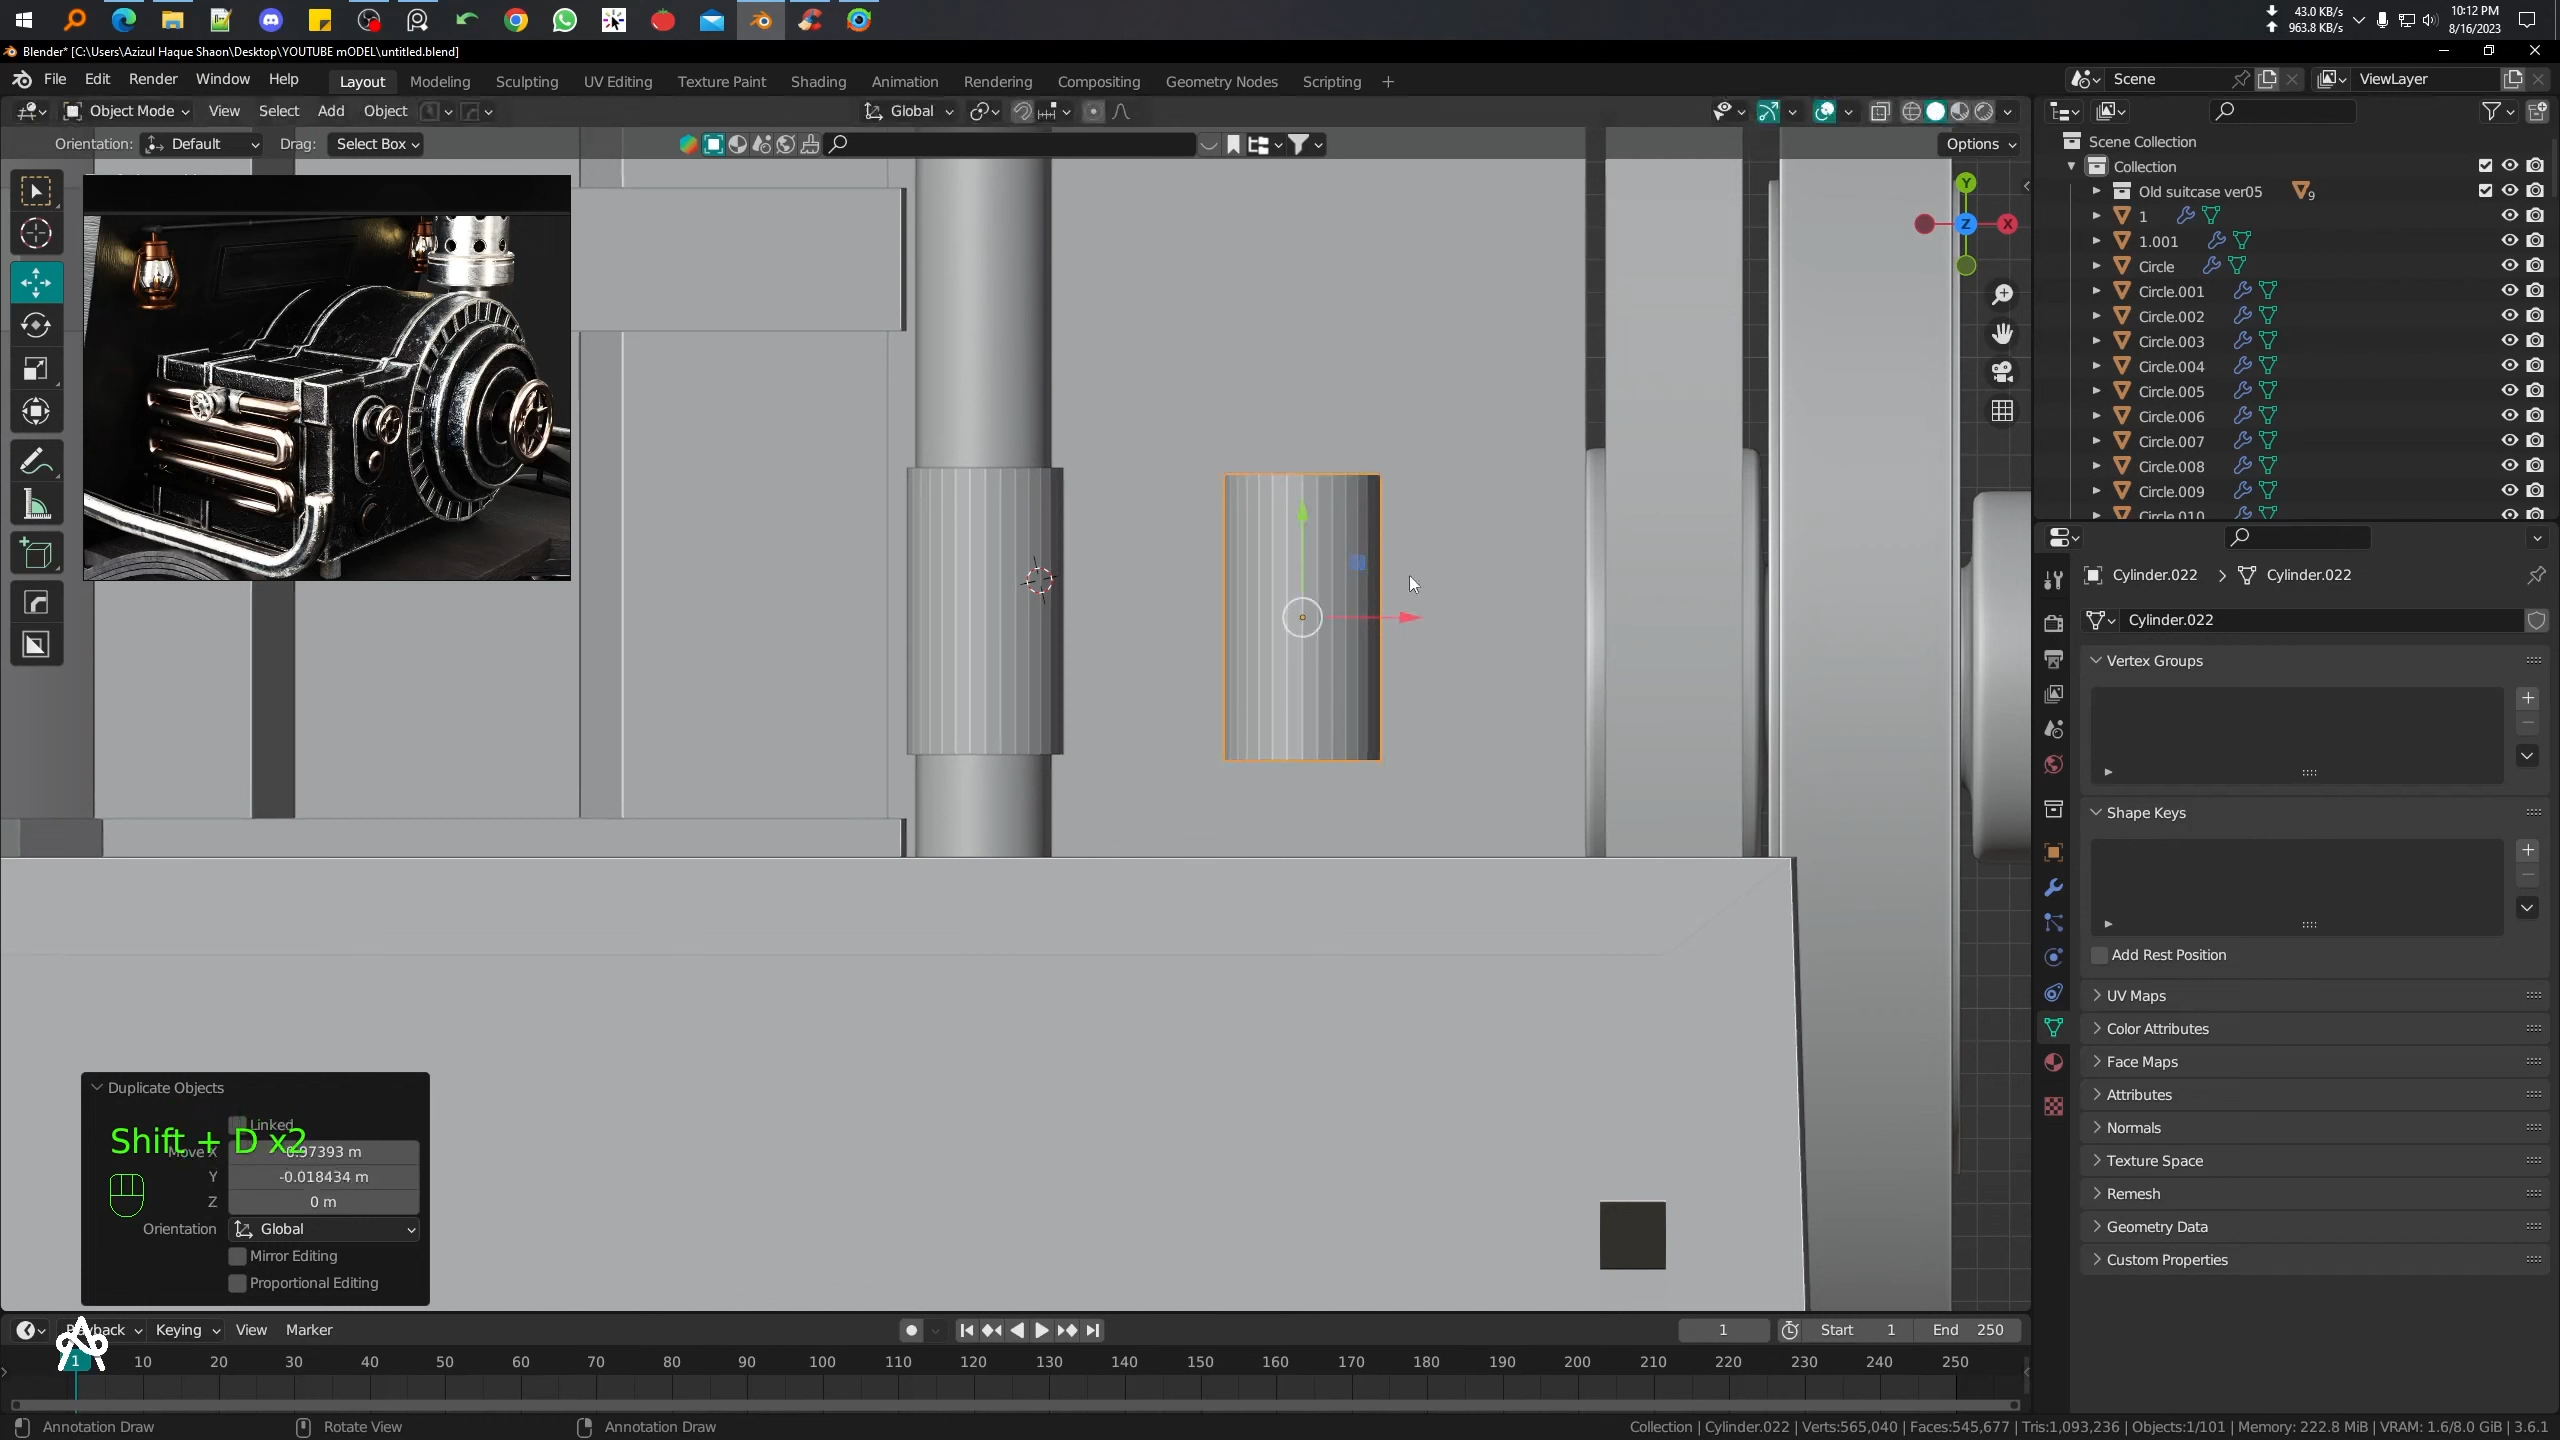 43.0 KB/s
963.8 KB/s
10:12 PM
8/16/2023
Blender* [C:\Users\Azizul Haque Shaon\Desktop\YOUTUBE mODEL\untitled.blend]
File Edit Render Window Help
Layout Modeling Sculpting UV Editing Texture Paint Shading Animation Rendering Compositing Geometry Nodes Scripting +
Scene
ViewLayer
Object Mode View Select Add Object
Global
Orientation: Default Drag: Select Box
Options
Scene Collection
Collection
Old suitcase ver05 9
1
1.001
Circle
Circle.001
Circle.002
Circle.003
Circle.004
Circle.005
Circle.006
Circle.007
Circle.008
Circle.009
Circle.010
Y
Z
X
Cylinder.022 > Cylinder.022
Cylinder.022
Vertex Groups
Shape Keys
Add Rest Position
UV Maps
Color Attributes
Face Maps
Attributes
Normals
Texture Space
Remesh
Geometry Data
Custom Properties
Duplicate Objects
Linked
Shift + D x2
Move X 0.97393 m
Y -0.018434 m
Z 0 m
Orientation Global
Mirror Editing
Proportional Editing
Playback Keying View Marker
1 Start 1 End 250
1 10 20 30 40 50 60 70 80 90 100 110 120 130 140 150 160 170 180 190 200 210 220 230 240 250
Annotation Draw Rotate View Annotation Draw
Collection | Cylinder.022 | Verts:565,040 | Faces:545,677 | Tris:1,093,236 | Objects:1/101 | Memory: 222.8 MiB | VRAM: 1.6/8.0 GiB | 3.6.1